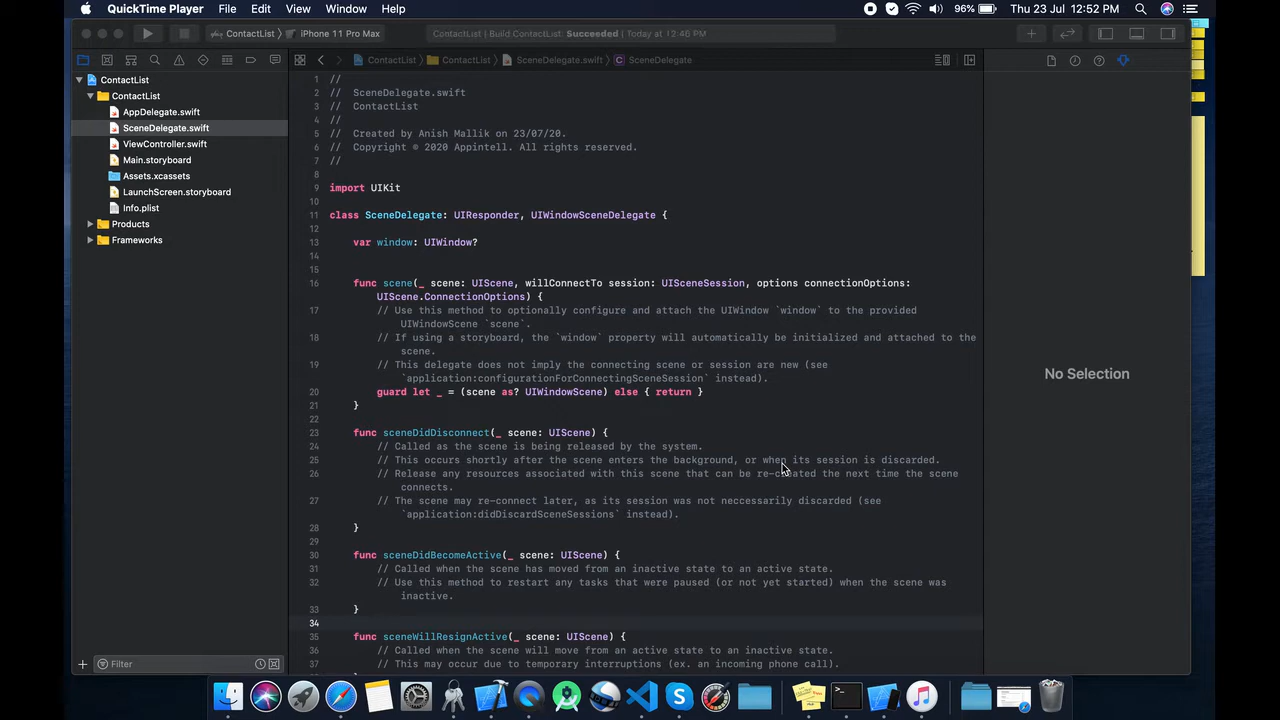 QuickTime Player File Edit View Window Help 96% Thu 23 Jul 12:52 PM
ContactList iPhone 11 Pro Max ContactList | Build ContactList: Succeeded | Today at 12:46 PM
ContactList ContactList SceneDelegate.swift C SceneDelegate
ContactList
ContactList
AppDelegate.swift
SceneDelegate.swift
ViewController.swift
Main.storyboard
Assets.xcassets
LaunchScreen.storyboard
Info.plist
Products
Frameworks
Filter
1 //
2 // SceneDelegate.swift
3 // ContactList
4 //
5 // Created by Anish Mallik on 23/07/20.
6 // Copyright © 2020 Appintell. All rights reserved.
7 //
8
9 import UIKit
10
11 class SceneDelegate: UIResponder, UIWindowSceneDelegate {
12
13 var window: UIWindow?
14
15
16 func scene(_ scene: UIScene, willConnectTo session: UISceneSession, options connectionOptions:
UIScene.ConnectionOptions) {
17 // Use this method to optionally configure and attach the UIWindow `window` to the provided
UIWindowScene `scene`.
18 // If using a storyboard, the `window` property will automatically be initialized and attached to the
scene.
19 // This delegate does not imply the connecting scene or session are new (see
`application:configurationForConnectingSceneSession` instead).
20 guard let _ = (scene as? UIWindowScene) else { return }
21 }
22
23 func sceneDidDisconnect(_ scene: UIScene) {
24 // Called as the scene is being released by the system.
25 // This occurs shortly after the scene enters the background, or when its session is discarded.
26 // Release any resources associated with this scene that can be re-created the next time the scene
connects.
27 // The scene may re-connect later, as its session was not neccessarily discarded (see
`application:didDiscardSceneSessions` instead).
28 }
29
30 func sceneDidBecomeActive(_ scene: UIScene) {
31 // Called when the scene has moved from an inactive state to an active state.
32 // Use this method to restart any tasks that were paused (or not yet started) when the scene was
inactive.
33 }
34
35 func sceneWillResignActive(_ scene: UIScene) {
36 // Called when the scene will move from an active state to an inactive state.
37 // This may occur due to temporary interruptions (ex. an incoming phone call).
No Selection